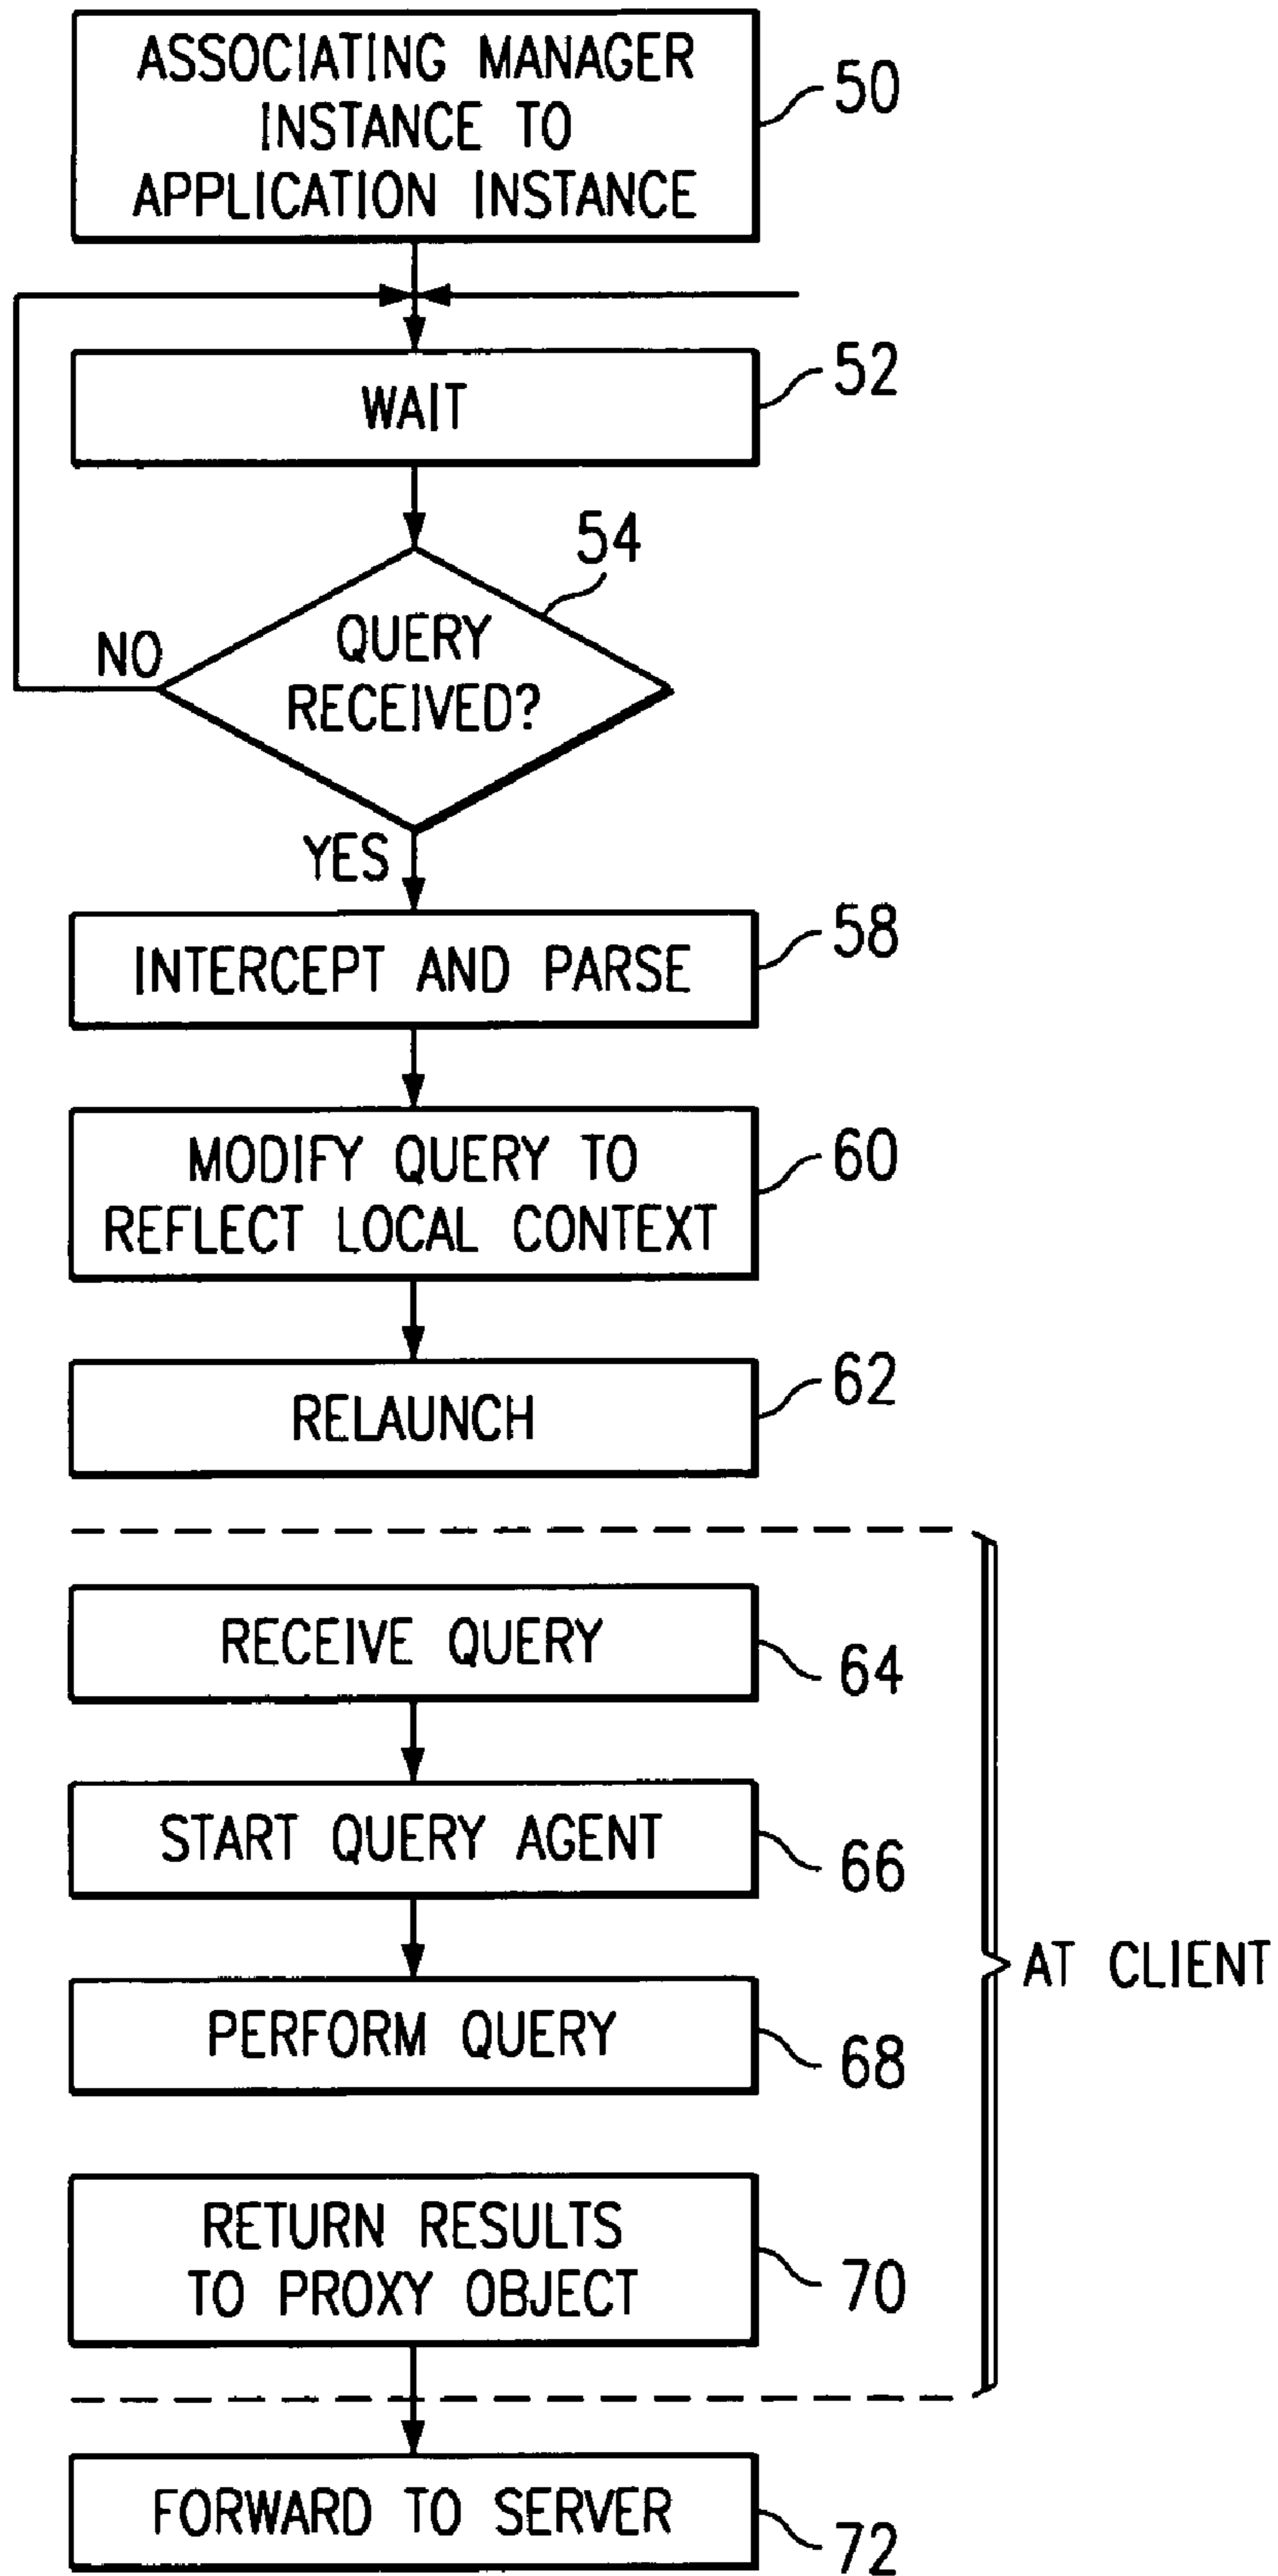 ASSOCIATING MANAGER
INSTANCE TO
APPLICATION INSTANCE
50
WAIT
52
54
QUERY
RECEIVED?
NO
YES
INTERCEPT AND PARSE
58
MODIFY QUERY TO
REFLECT LOCAL CONTEXT
60
RELAUNCH
62
RECEIVE QUERY
64
START QUERY AGENT
66
AT CLIENT
PERFORM QUERY
68
RETURN RESULTS
TO PROXY OBJECT
70
FORWARD TO SERVER
72